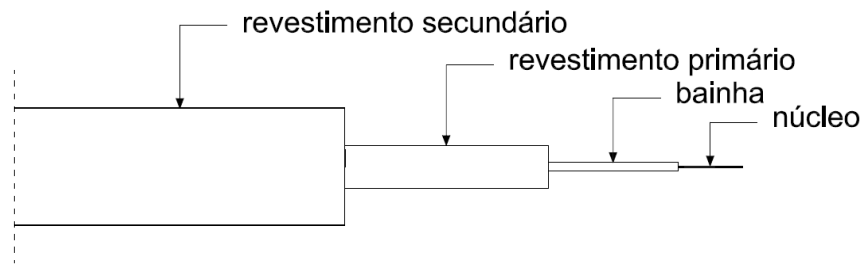 revestimento secundário
revestimento primário
bainha
núcleo